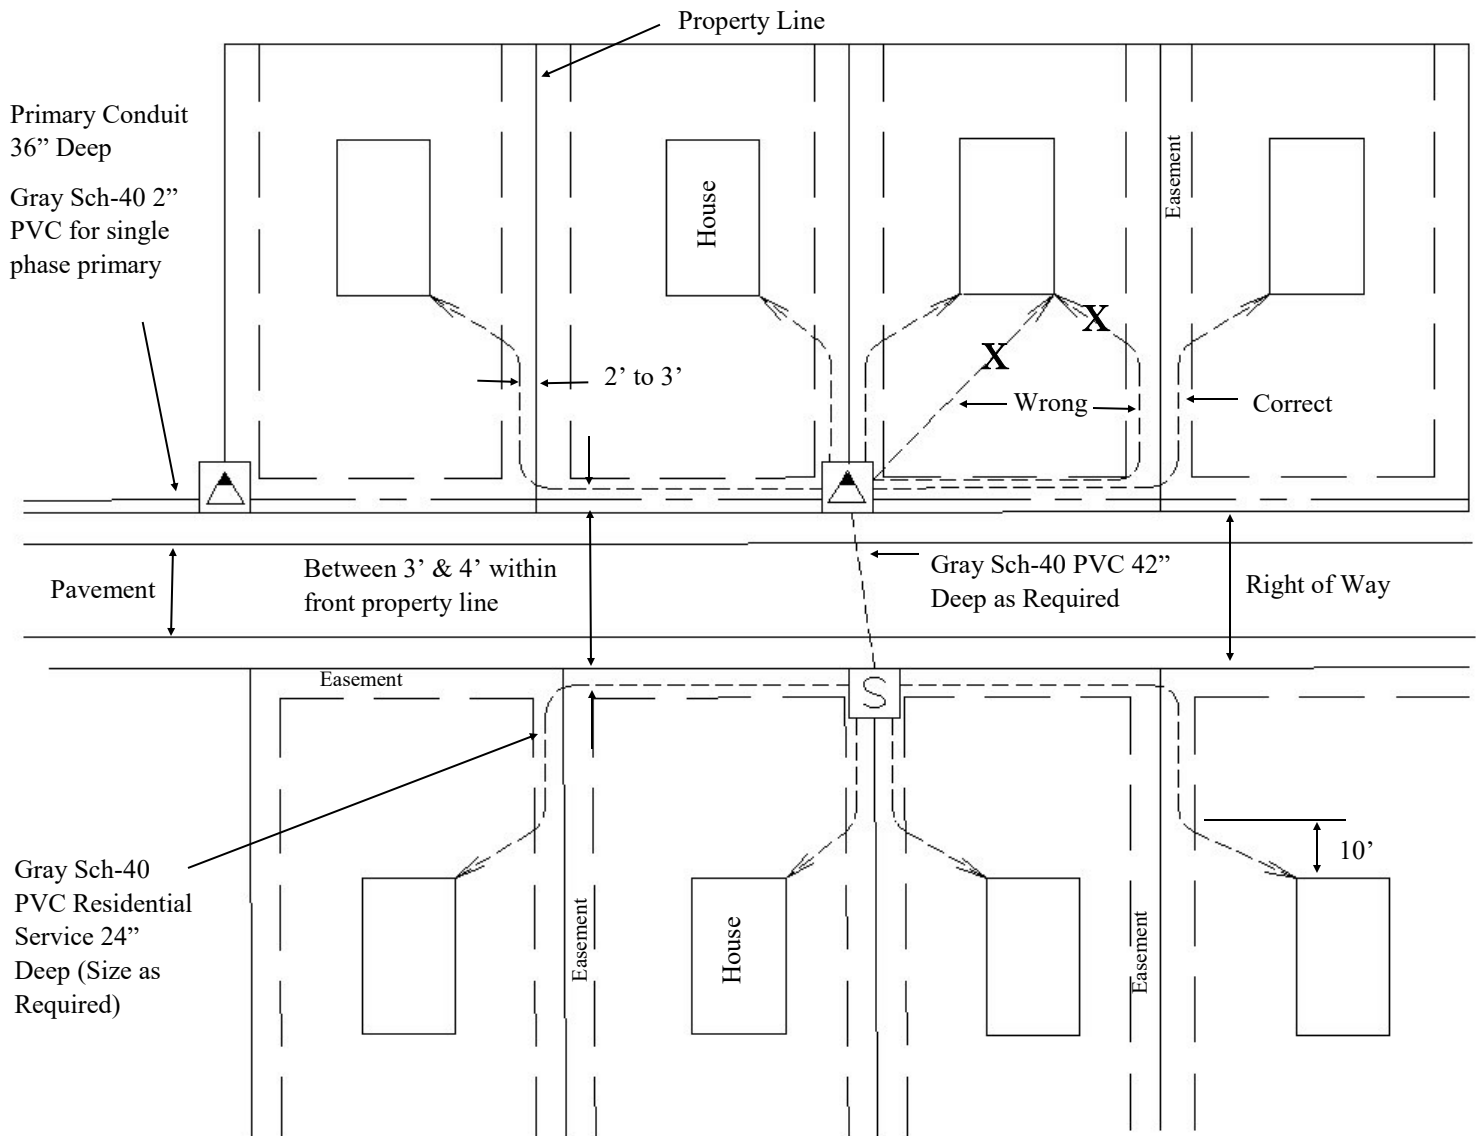 Property Line
Primary Conduit
36” Deep
Gray Sch-40 2”
PVC for single
phase primary
House
Easement
X
X
2’ to 3’
Wrong
Correct
Pavement
Between 3’ & 4’ within
front property line
Gray Sch-40 PVC 42”
Deep as Required
Right of Way
Easement
S
10’
Gray Sch-40
PVC Residential
Service 24”
Deep (Size as
Required)
Easement
House
Easement